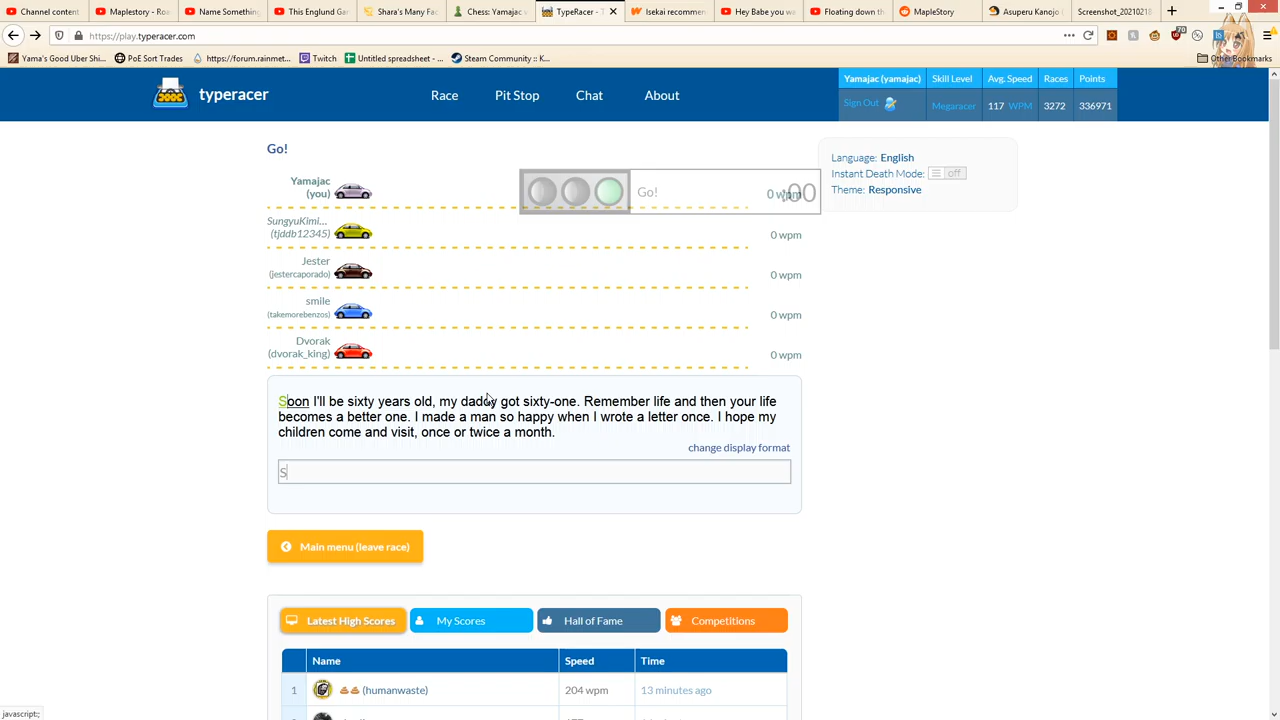 Channel content
Maplestory - Roa
Name Something
This Englund Gar
Shara's Many Fac
Chess: Yamajac v
TypeRacer - T
Isekai recommen
Hey Babe you wa
Floating down th
MapleStory
Asuperu Kanojo
Screenshot_20210218
https://play.typeracer.com
70
Yama's Good Uber Shi...
PoE Sort Trades
https://forum.rainmet...
Twitch
Untitled spreadsheet - ...
Steam Community :: K...
Other Bookmarks
typeracer
Race
Pit Stop
Chat
About
Yamajac (yamajac)
Skill Level
Avg. Speed
Races
Points
Sign Out
Megaracer
117 WPM
3272
336971
Go!
Language: English
Instant Death Mode: off
Theme: Responsive
Yamajac
(you)
Go!
:00
0 wpm
SungyuKimi...
(tjddb12345)
0 wpm
Jester
(jestercaporado)
0 wpm
smile
(takemorebenzos)
0 wpm
Dvorak
(dvorak_king)
0 wpm
Soon I'll be sixty years old, my daddy got sixty-one. Remember life and then your life
becomes a better one. I made a man so happy when I wrote a letter once. I hope my
children come and visit, once or twice a month.
change display format
S
Main menu (leave race)
Latest High Scores
My Scores
Hall of Fame
Competitions
Name
Speed
Time
1
(humanwaste)
204 wpm
13 minutes ago
javascript:;